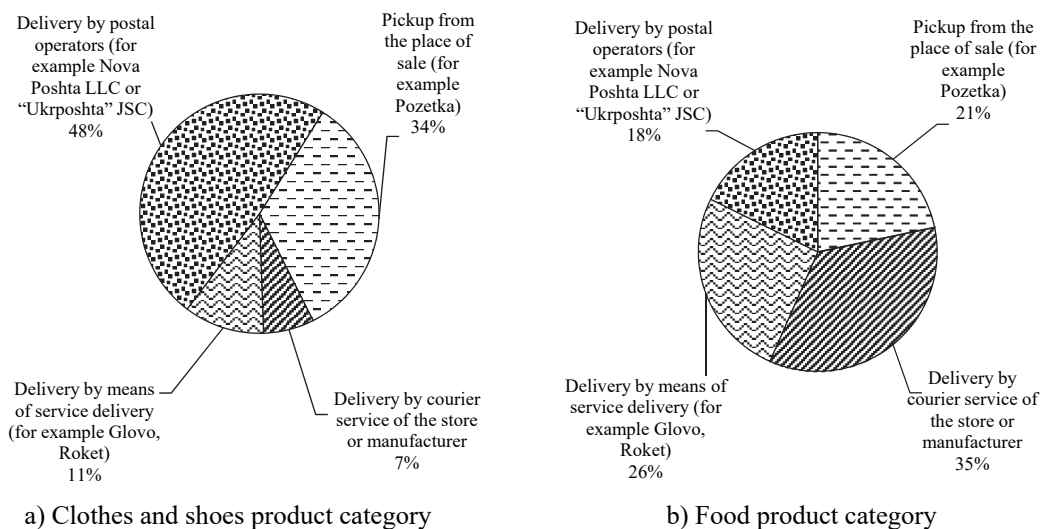 Delivery by postal
operators (for
example Nova
Poshta LLC or
“Ukrposhta” JSC)
48%
Pickup from
the place of
sale (for
example
Pozetka)
34%
Delivery by means
of service delivery
(for example Glovo,
Roket)
11%
Delivery by courier
service of the store
or manufacturer
7%
a) Clothes and shoes product category
Delivery by postal
operators (for
example Nova
Poshta LLC or
“Ukrposhta” JSC)
18%
Pickup from the
place of sale (for
example
Pozetka)
21%
Delivery by means of
service delivery (for
example Glovo,
Roket)
26%
Delivery by
courier service of
the store or
manufacturer
35%
b) Food product category